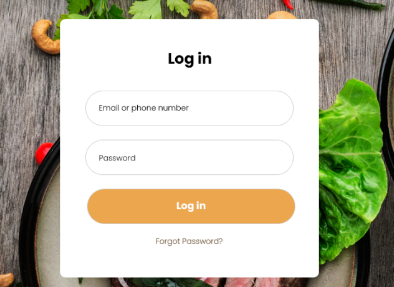 Log in
Email or phone number
Password
Log in
Forgot Password?